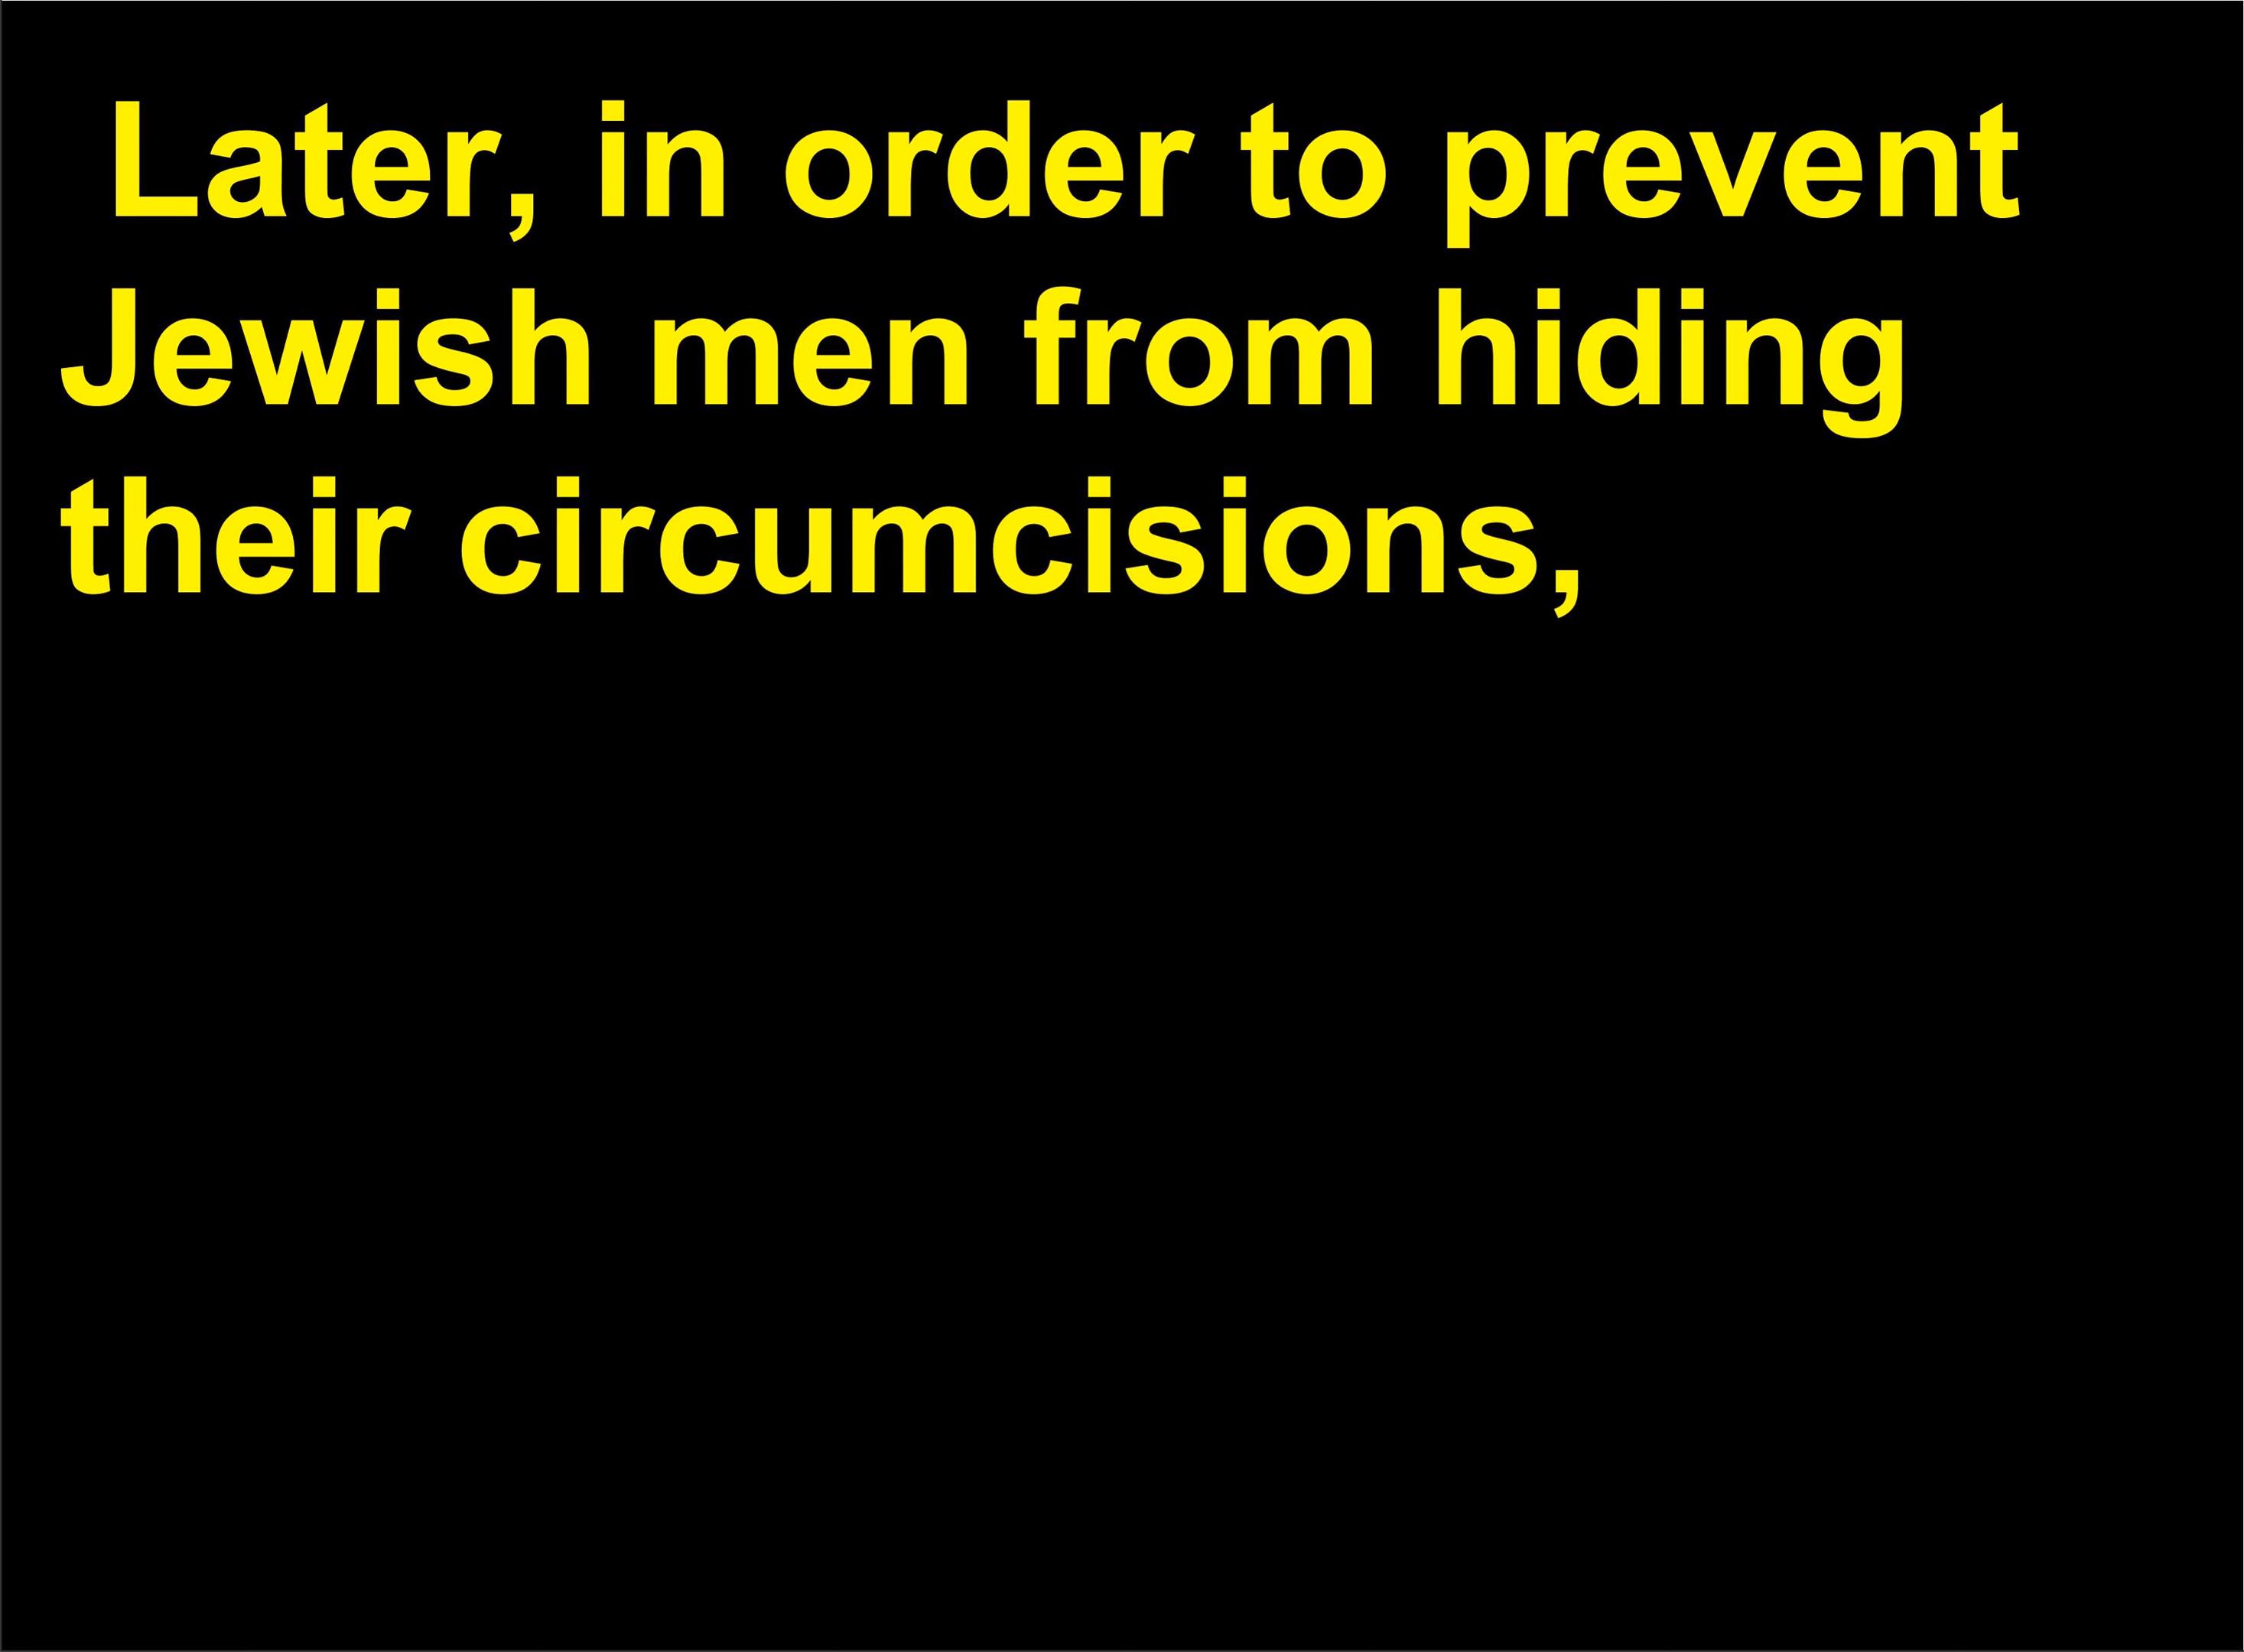 Later, in order to prevent
Jewish men from hiding
their circumcisions,